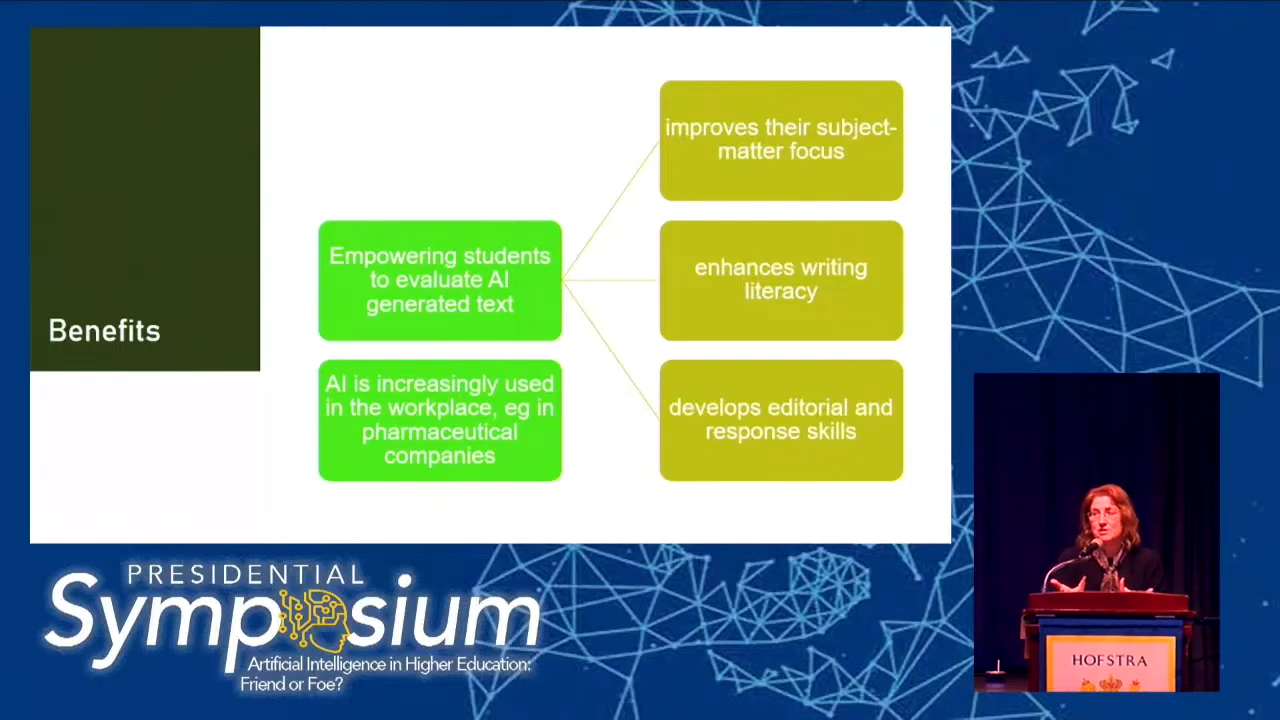 Benefits
Empowering students
to evaluate AI
generated text
AI is increasingly used
in the workplace, eg in
pharmaceutical
companies
improves their subject-
matter focus
enhances writing
literacy
develops editorial and
response skills
PRESIDENTIAL
Symposium
Artificial Intelligence in Higher Education:
Friend or Foe?
HOFSTRA